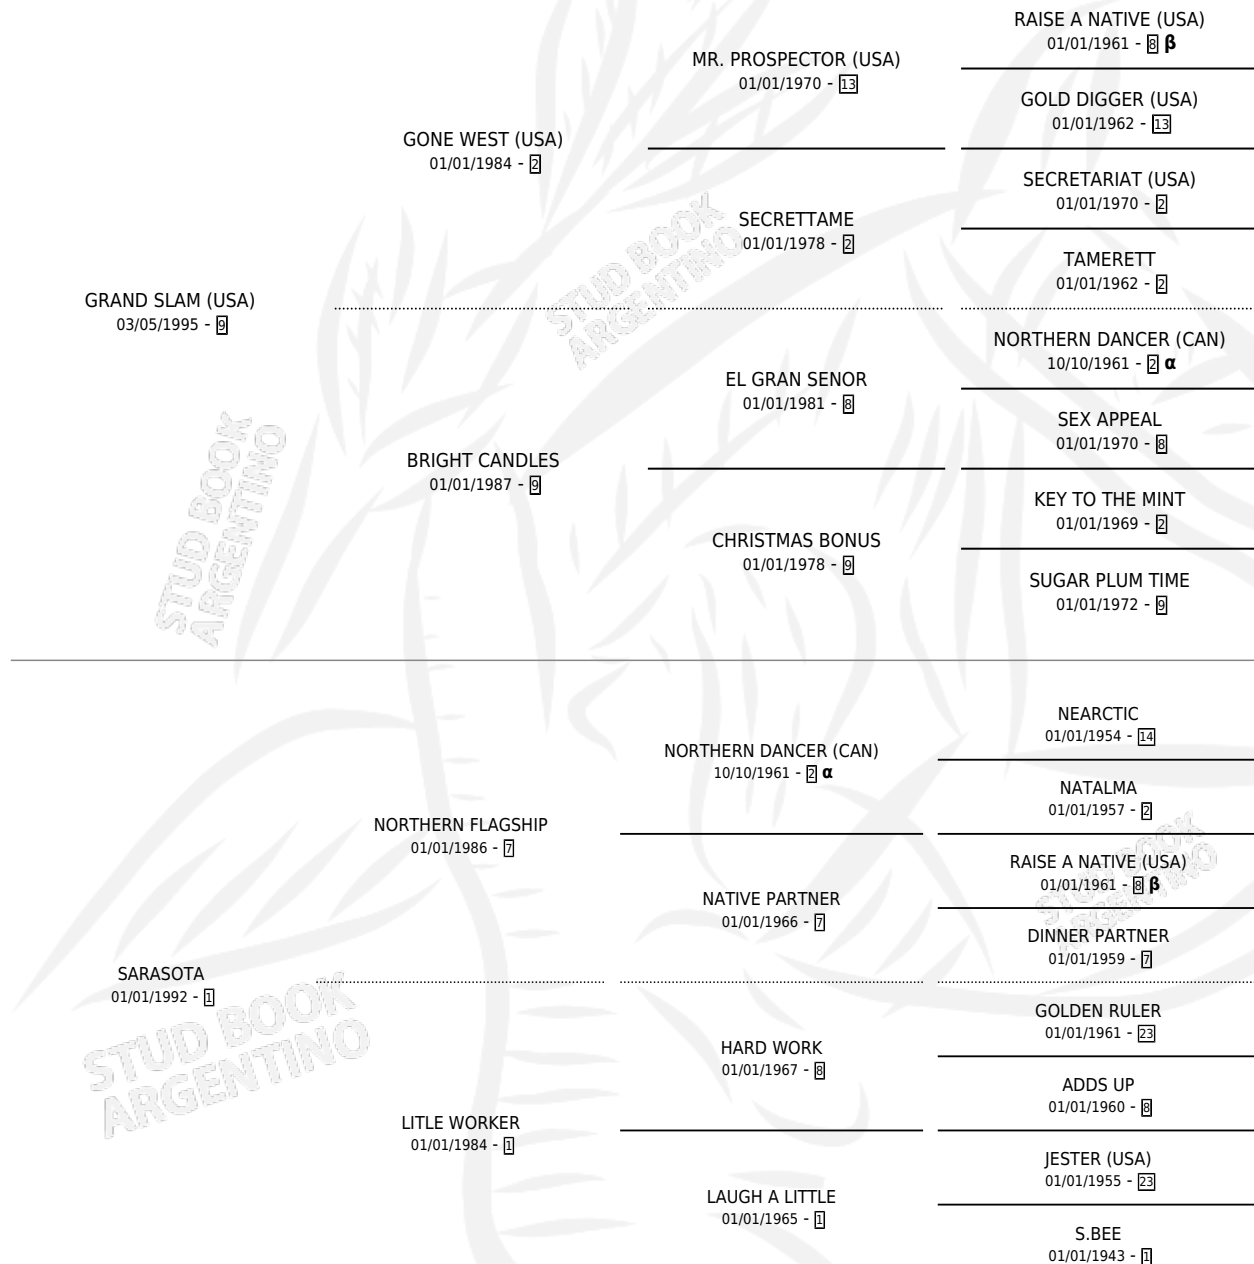 RAISE A NATIVE (USA)
01/01/1961 - 8 β
MR. PROSPECTOR (USA)
01/01/1970 - 13
GOLD DIGGER (USA)
01/01/1962 - 13
GONE WEST (USA)
01/01/1984 - 2
SECRETARIAT (USA)
01/01/1970 - 2
SECRETTAME
01/01/1978 - 2
TAMERETT
01/01/1962 - 2
GRAND SLAM (USA)
03/05/1995 - 9
NORTHERN DANCER (CAN)
10/10/1961 - 2 α
EL GRAN SENOR
01/01/1981 - 8
SEX APPEAL
01/01/1970 - 8
BRIGHT CANDLES
01/01/1987 - 9
KEY TO THE MINT
01/01/1969 - 2
CHRISTMAS BONUS
01/01/1978 - 9
SUGAR PLUM TIME
01/01/1972 - 9
NEARCTIC
01/01/1954 - 14
NORTHERN DANCER (CAN)
10/10/1961 - 2 α
NATALMA
01/01/1957 - 2
NORTHERN FLAGSHIP
01/01/1986 - 7
RAISE A NATIVE (USA)
01/01/1961 - 8 β
NATIVE PARTNER
01/01/1966 - 7
DINNER PARTNER
01/01/1959 - 7
SARASOTA
01/01/1992 - 1
GOLDEN RULER
01/01/1961 - 23
HARD WORK
01/01/1967 - 8
ADDS UP
01/01/1960 - 8
LITLE WORKER
01/01/1984 - 1
JESTER (USA)
01/01/1955 - 23
LAUGH A LITTLE
01/01/1965 - 1
S.BEE
01/01/1943 - 1
STUD BOOK
ARGENTINO
STUD BOOK
ARGENTINO
STUD BOOK
ARGENTINO
STUD BOOK
ARGENTINO